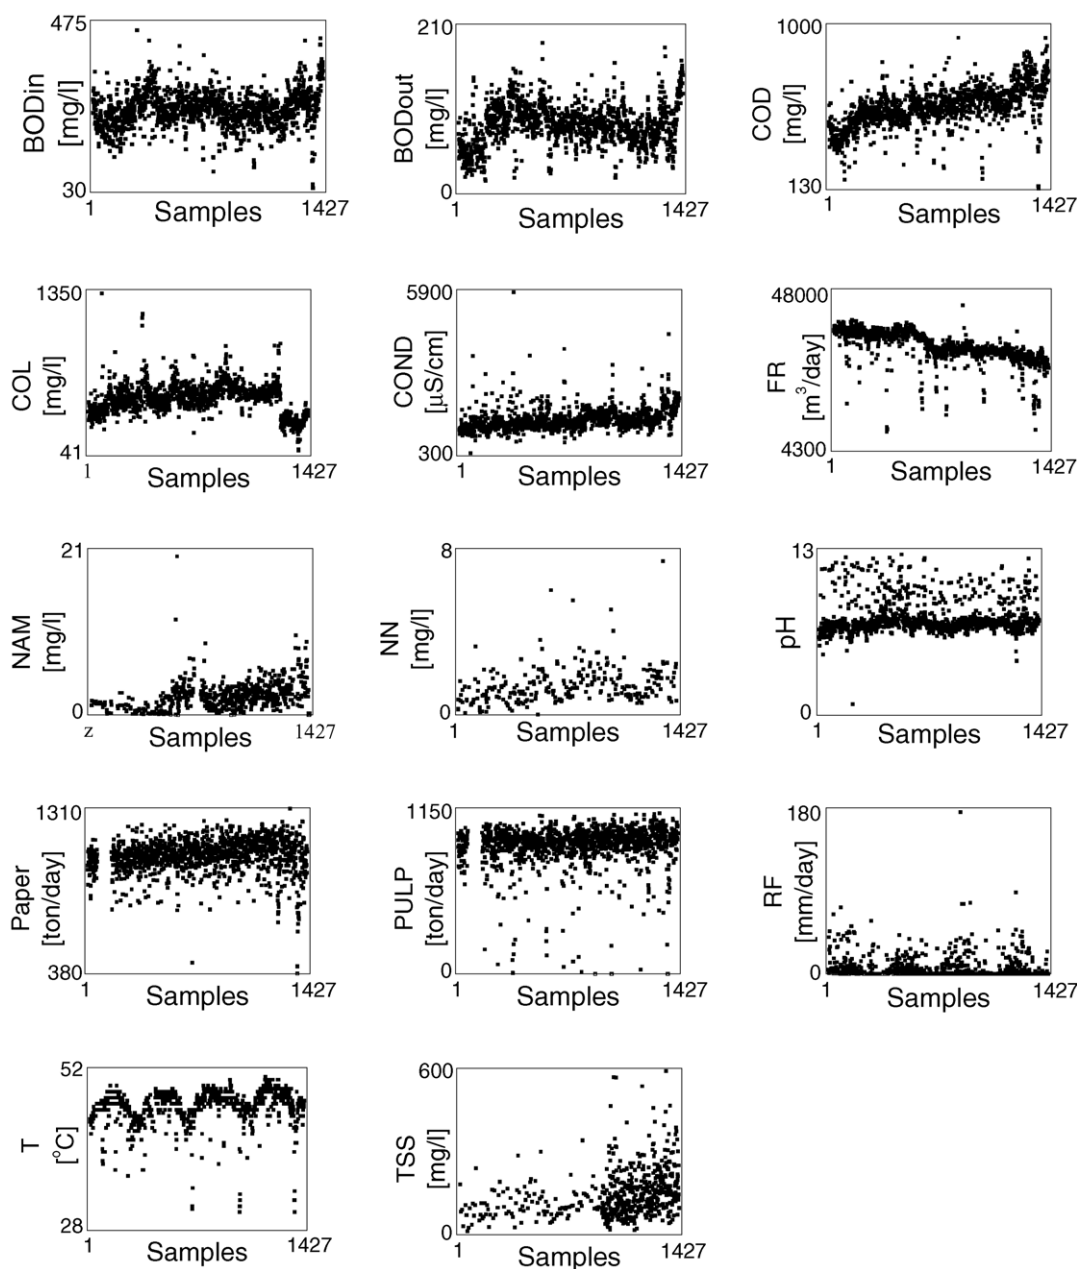 475
BODin
[mg/l]
30
1
Samples
1427
210
BODout
[mg/l]
0
1
Samples
1427
1000
COD
[mg/l]
130
1
Samples
1427
1350
COL
[mg/l]
41
1
Samples
1427
5900
COND
[µS/cm]
300
1
Samples
1427
48000
FR
[m³/day]
4300
1
Samples
1427
21
NAM
[mg/l]
0
z
Samples
1427
8
NN
[mg/l]
0
1
Samples
1427
13
pH
0
1
Samples
1427
1310
Paper
[ton/day]
380
1
Samples
1427
1150
PULP
[ton/day]
0
1
Samples
1427
180
RF
[mm/day]
0
1
Samples
1427
52
T
[°C]
28
1
Samples
1427
600
TSS
[mg/l]
0
1
Samples
1427